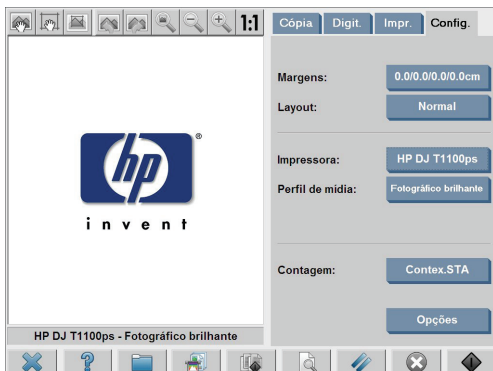 1:1
Cópia Digit. Impr. Config.
Margens: 0.0/0.0/0.0/0.0cm
Layout: Normal
hp ®
invent
Impressora: HP DJ T1100ps
Perfil de midia: Fotográfico brilhante
Contagem: Contex.STA
Opções
HP DJ T1100ps - Fotográfico brilhante
?